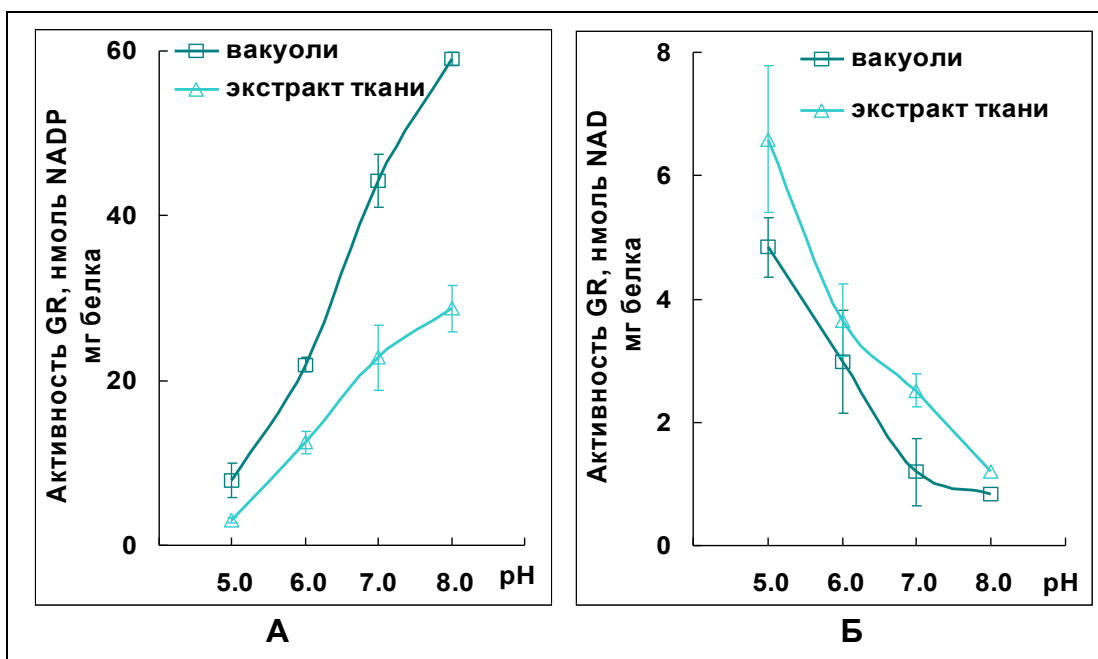 Активность GR, нмоль NADP
мг белка
60
40
20
0
вакуоли
экстракт ткани
5.0 6.0 7.0 8.0 pH
А
Активность GR, нмоль NAD
мг белка
8
6
4
2
0
вакуоли
экстракт ткани
5.0 6.0 7.0 8.0 pH
Б